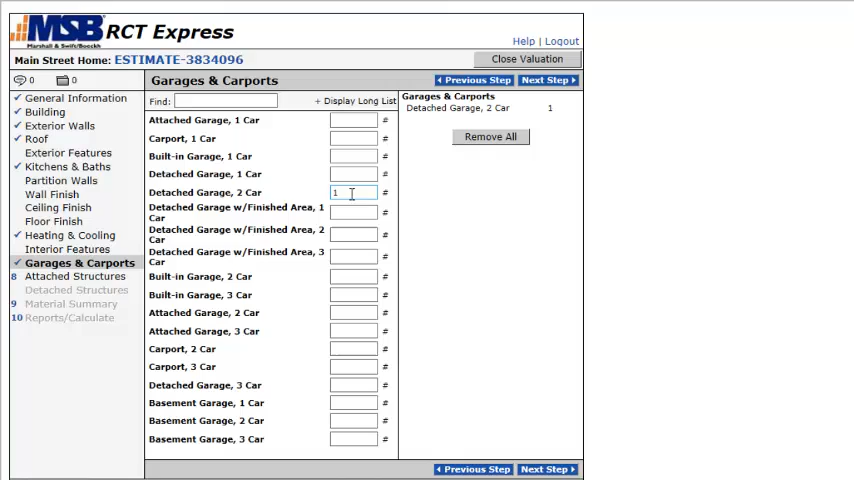 MSB RCT Express
Marshall & Swift/Boeckh
Help | Logout
Main Street Home: ESTIMATE-3834096
Close Valuation
0 0
Garages & Carports
Previous Step Next Step
General Information
Building
Exterior Walls
Roof
Exterior Features
Kitchens & Baths
Partition Walls
Wall Finish
Ceiling Finish
Floor Finish
Heating & Cooling
Interior Features
Garages & Carports
8 Attached Structures
Detached Structures
9 Material Summary
10 Reports/Calculate
Find: + Display Long List
Attached Garage, 1 Car #
Carport, 1 Car #
Built-in Garage, 1 Car #
Detached Garage, 1 Car #
Detached Garage, 2 Car 1 #
Detached Garage w/Finished Area, 1
Car #
Detached Garage w/Finished Area, 2
Car #
Detached Garage w/Finished Area, 3
Car #
Built-in Garage, 2 Car #
Built-in Garage, 3 Car #
Attached Garage, 2 Car #
Attached Garage, 3 Car #
Carport, 2 Car #
Carport, 3 Car #
Detached Garage, 3 Car #
Basement Garage, 1 Car #
Basement Garage, 2 Car #
Basement Garage, 3 Car #
Garages & Carports
Detached Garage, 2 Car 1
Remove All
Previous Step Next Step